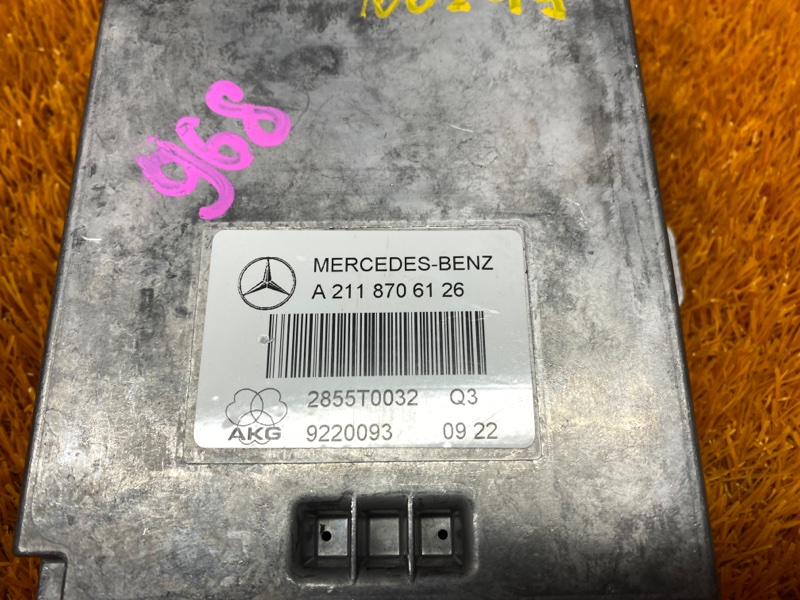 968
MERCEDES-BENZ
A 211 870 61 26
2855T0032 Q3
AKG 9220093 09 22